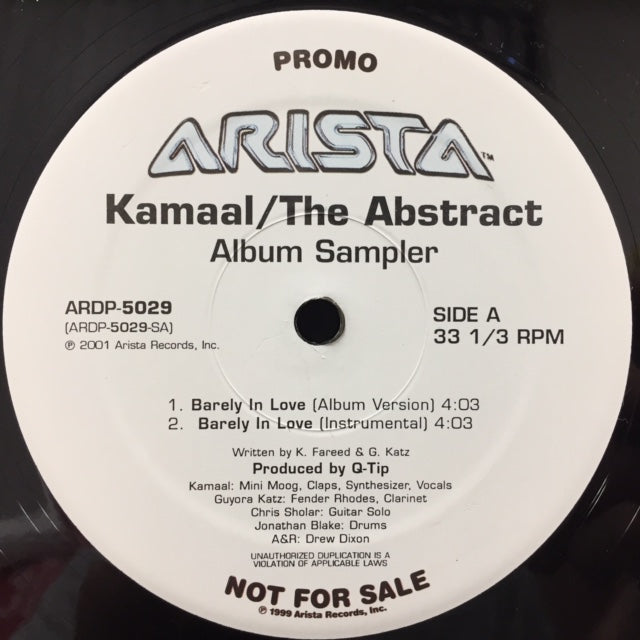 PROMO
ARISTA™
Kamaal/The Abstract
Album Sampler
ARDP-5029
(ARDP-5029-SA)
℗ 2001 Arista Records, Inc.
SIDE A
33 1/3 RPM
1. Barely In Love (Album Version) 4:03
2. Barely In Love (Instrumental) 4:03
Written by K. Fareed & G. Katz
Produced by Q-Tip
Kamaal: Mini Moog, Claps, Synthesizer, Vocals
Guyora Katz: Fender Rhodes, Clarinet
Chris Sholar: Guitar Solo
Jonathan Blake: Drums
A&R: Drew Dixon
UNAUTHORIZED DUPLICATION IS A
VIOLATION OF APPLICABLE LAWS
NOT FOR SALE
℗ 1999 Arista Records, Inc.